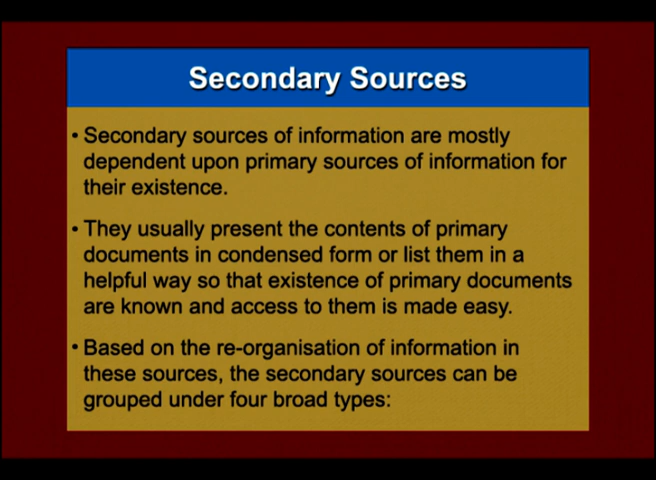 Secondary Sources
• Secondary sources of information are mostly
dependent upon primary sources of information for
their existence.
• They usually present the contents of primary
documents in condensed form or list them in a
helpful way so that existence of primary documents
are known and access to them is made easy.
• Based on the re-organisation of information in
these sources, the secondary sources can be
grouped under four broad types: